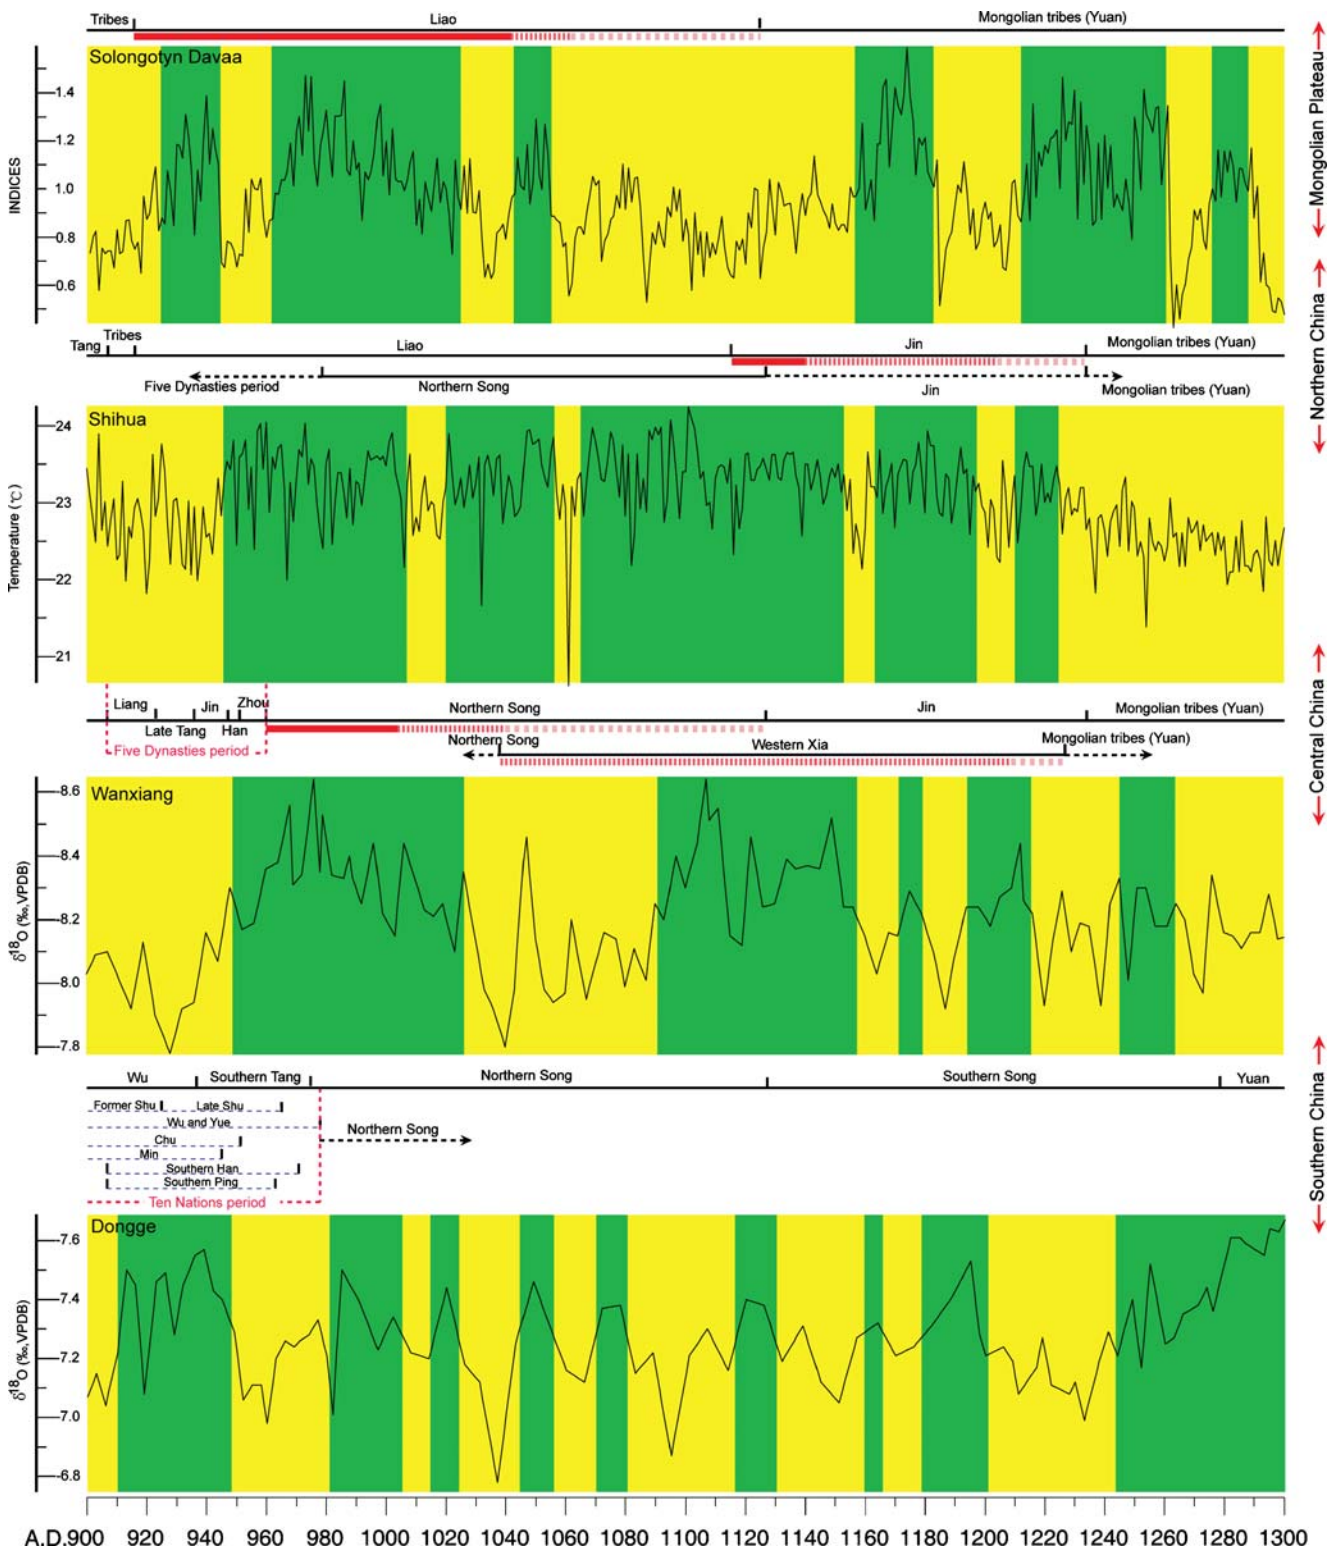 Tribes Liao Mongolian tribes (Yuan)
Solongotyn Davaa
–1.4
–1.2
–1.0
–0.8
–0.6
INDICES
Mongolian Plateau
Tang Tribes Liao Jin Mongolian tribes (Yuan)
Five Dynasties period Northern Song Jin Mongolian tribes (Yuan)
Northern China
Shihua
–24
–23
–22
–21
Temperature (℃)
Liang Jin Zhou Northern Song Jin Mongolian tribes (Yuan)
Late Tang Han
Five Dynasties period
Northern Song Western Xia Mongolian tribes (Yuan)
Central China
Wanxiang
–8.6
–8.4
–8.2
–8.0
–7.8
δ18O (‰,VPDB)
Wu Southern Tang Northern Song Southern Song Yuan
Former Shu Late Shu
Wu and Yue
Chu Northern Song
Min
Southern Han
Southern Ping
Ten Nations period
Southern China
Dongge
–7.6
–7.4
–7.2
–7.0
–6.8
δ18O (‰,VPDB)
A.D.900 920 940 960 980 1000 1020 1040 1060 1080 1100 1120 1140 1160 1180 1200 1220 1240 1260 1280 1300